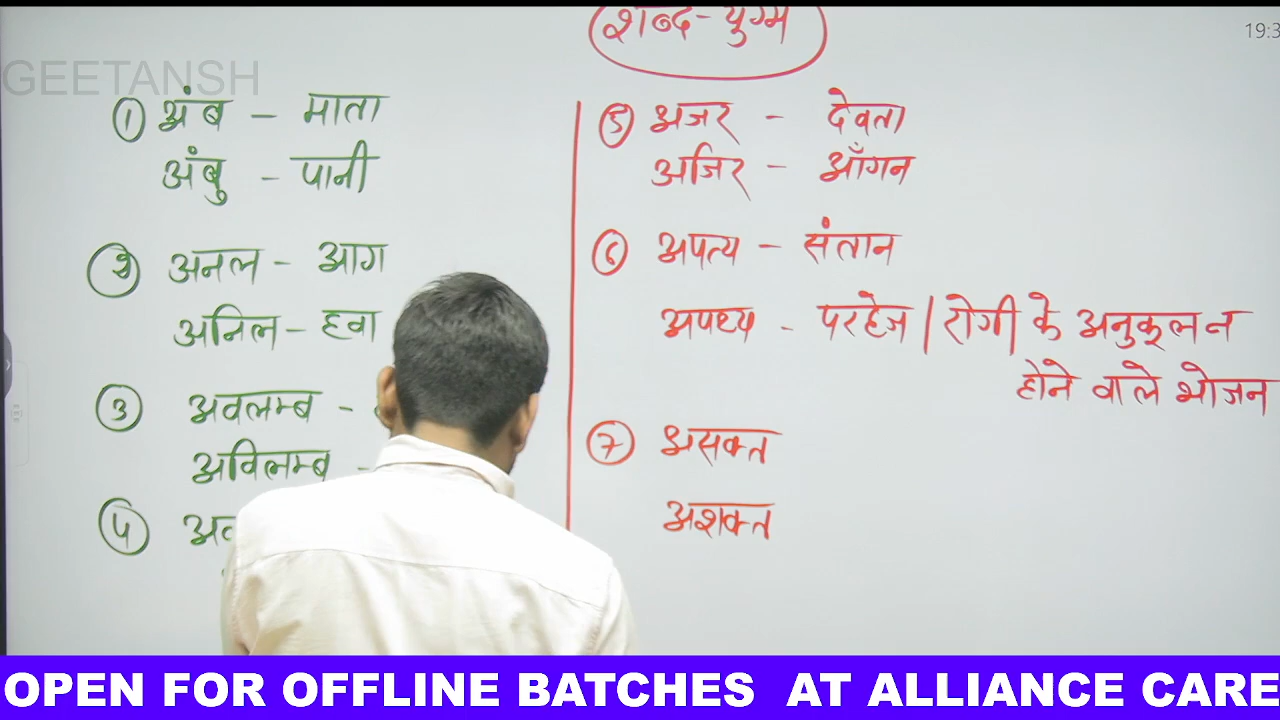 शब्द-युग्म
19:3
GEETANSH
① अंब - माता
अंबु - पानी
② अनल - आग
अनिल - हवा
③ अवलम्ब -
अविलम्ब -
④
⑤ अजर - देवता
अजिर - आँगन
⑥ अपत्य - संतान
अपथ्य - परहेज | रोगी के अनुकूल न
होने वाले भोजन
⑦ असक्त
अशक्त
OPEN FOR OFFLINE BATCHES AT ALLIANCE CARE